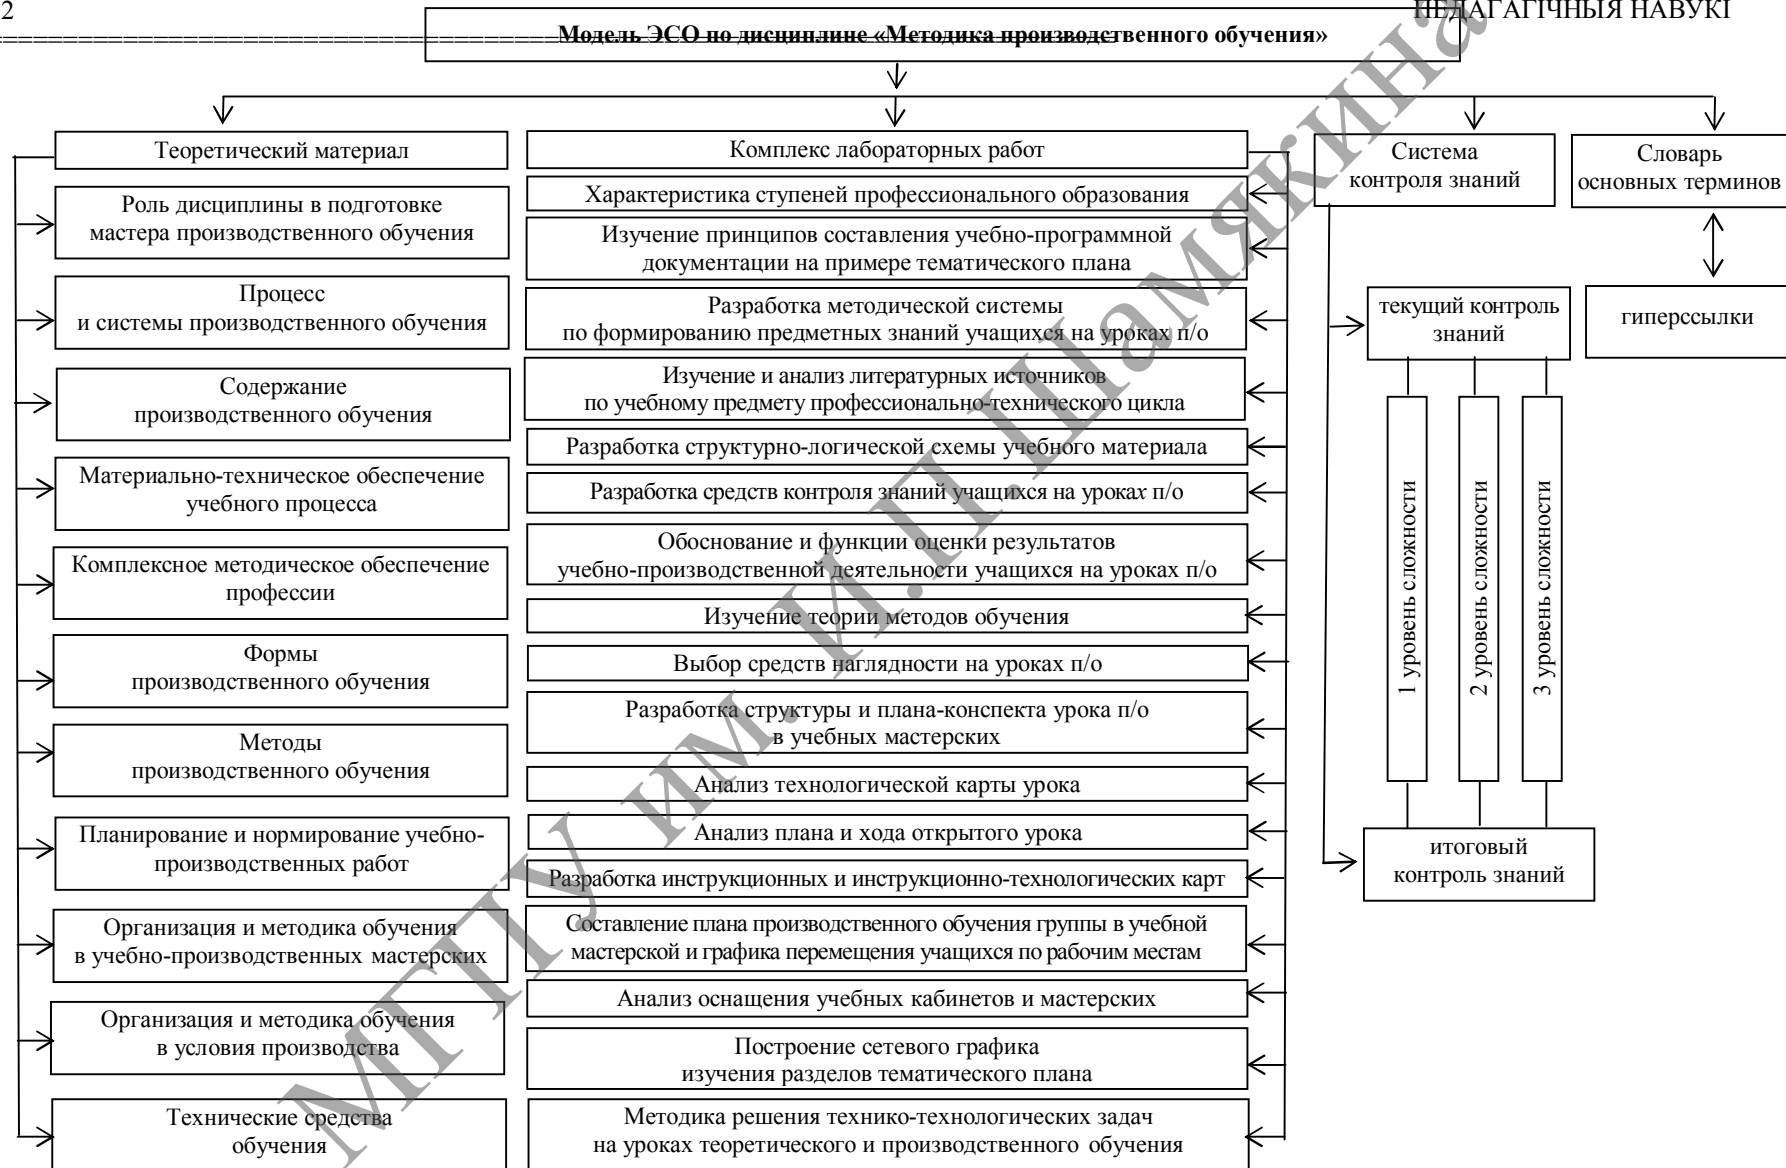 2
ПЕДАГАГІЧНЫЯ НАВУКІ
Модель ЭСО по дисциплине «Методика производственного обучения»
Теоретический материал
Роль дисциплины в подготовке
мастера производственного обучения
Процесс
и системы производственного обучения
Содержание
производственного обучения
Материально-техническое обеспечение
учебного процесса
Комплексное методическое обеспечение
профессии
Формы
производственного обучения
Методы
производственного обучения
Планирование и нормирование учебно-
производственных работ
Организация и методика обучения
в учебно-производственных мастерских
Организация и методика обучения
в условия производства
Технические средства
обучения
Комплекс лабораторных работ
Характеристика ступеней профессионального образования
Изучение принципов составления учебно-программной
документации на примере тематического плана
Разработка методической системы
по формированию предметных знаний учащихся на уроках п/о
Изучение и анализ литературных источников
по учебному предмету профессионально-технического цикла
Разработка структурно-логической схемы учебного материала
Разработка средств контроля знаний учащихся на уроках п/о
Обоснование и функции оценки результатов
учебно-производственной деятельности учащихся на уроках п/о
Изучение теории методов обучения
Выбор средств наглядности на уроках п/о
Разработка структуры и плана-конспекта урока п/о
в учебных мастерских
Анализ технологической карты урока
Анализ плана и хода открытого урока
Разработка инструкционных и инструкционно-технологических карт
Составление плана производственного обучения группы в учебной
мастерской и графика перемещения учащихся по рабочим местам
Анализ оснащения учебных кабинетов и мастерских
Построение сетевого графика
изучения разделов тематического плана
Методика решения технико-технологических задач
на уроках теоретического и производственного обучения
Система
контроля знаний
текущий контроль
знаний
1 уровень сложности
2 уровень сложности
3 уровень сложности
итоговый
контроль знаний
Словарь
основных терминов
гиперссылки
МГПУ им. И.П.Шамякина